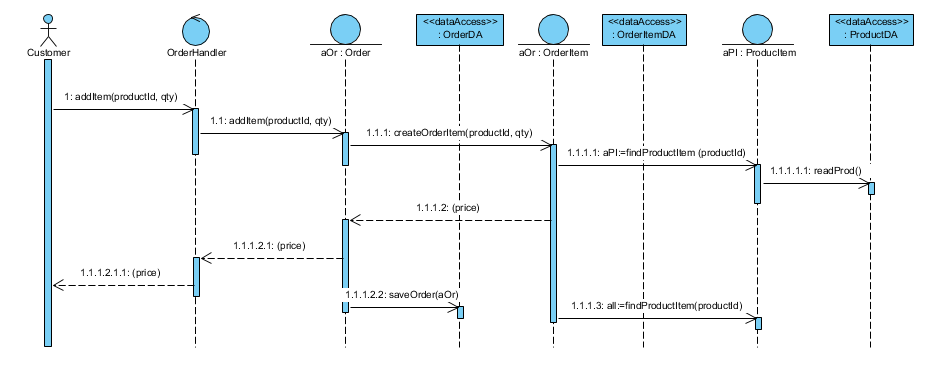 <<dataAccess>>
: OrderDA
<<dataAccess>>
: OrderItemDA
<<dataAccess>>
: ProductDA
Customer
OrderHandler
aOr : Order
aOr : OrderItem
aPI : ProducItem
1: addItem(productId, qty)
1.1: addItem(productId, qty)
1.1.1: createOrderItem(productId, qty)
1.1.1.1: aPI:=findProductItem (productId)
1.1.1.1.1: readProd()
1.1.1.2: (price)
1.1.1.2.1: (price)
1.1.1.2.1.1: (price)
1.1.1.2.2: saveOrder(aOr)
1.1.1.3: all:=findProductItem(productId)